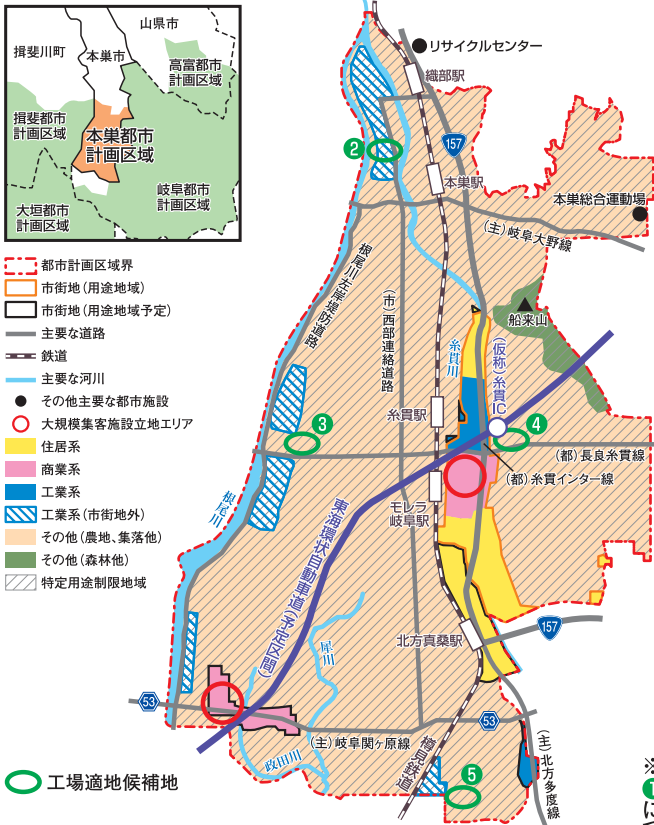 山県市
揖斐川町
本巣市
高富都市
計画区域
揖斐都市
計画区域
本巣都市
計画区域
岐阜都市
計画区域
大垣都市
計画区域
都市計画区域界
市街地(用途地域)
市街地(用途地域予定)
主要な道路
鉄道
主要な河川
その他主要な都市施設
大規模集客施設立地エリア
住居系
商業系
工業系
工業系(市街地外)
その他(農地、集落他)
その他(森林他)
特定用途制限地域
工場適地候補地
リサイクルセンター
織部駅
157
2
本巣駅
本巣総合運動場
(主)岐阜大野線
根尾川左岸堤防道路
(市)西部連絡道路
船来山
糸貫川
(仮称)糸貫IC
糸貫駅
3
4
(都)長良糸貫線
(都)糸貫インター線
モレラ
岐阜駅
根尾川
東海環状自動車道(予定区間)
犀川
北方真桑駅
157
53
53
(主)岐阜関ヶ原線
政田川
樽見鉄道
(主)北方多度線
5
※
1
に